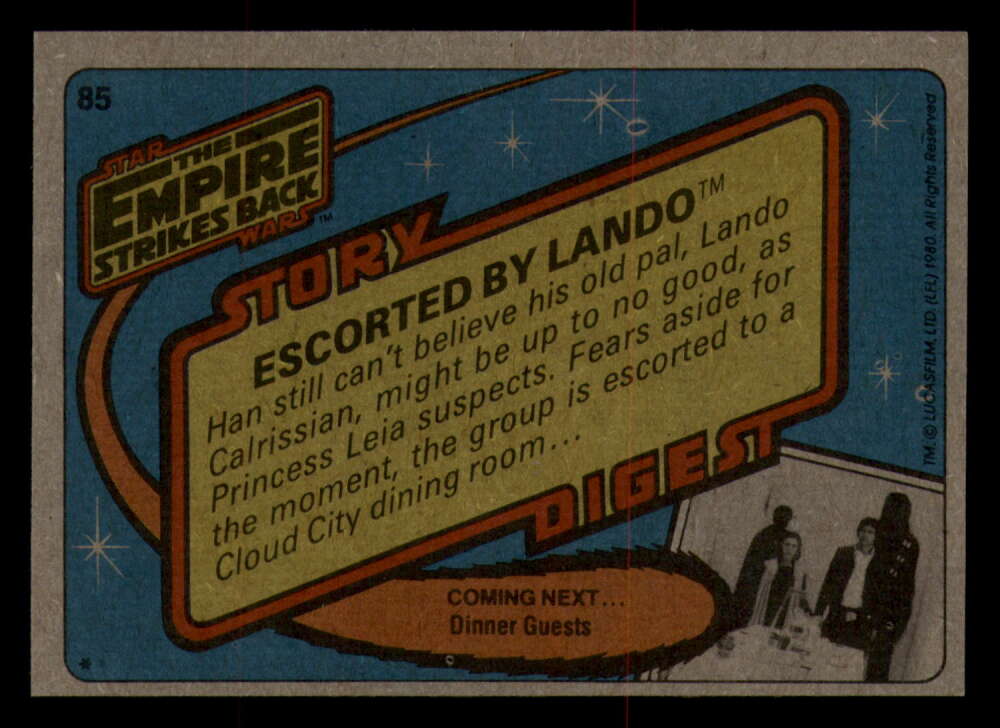 85
STAR
THE
EMPIRE
STRIKES BACK
WARS™
STORY
ESCORTED BY LANDO™
Han still can't believe his old pal, Lando
Calrissian, might be up to no good, as
Princess Leia suspects. Fears aside for
the moment, the group is escorted to a
Cloud City dining room...
DIGEST
COMING NEXT...
Dinner Guests
*
TM. © LUCASFILM, LTD. (LFL) 1980. All Rights Reserved